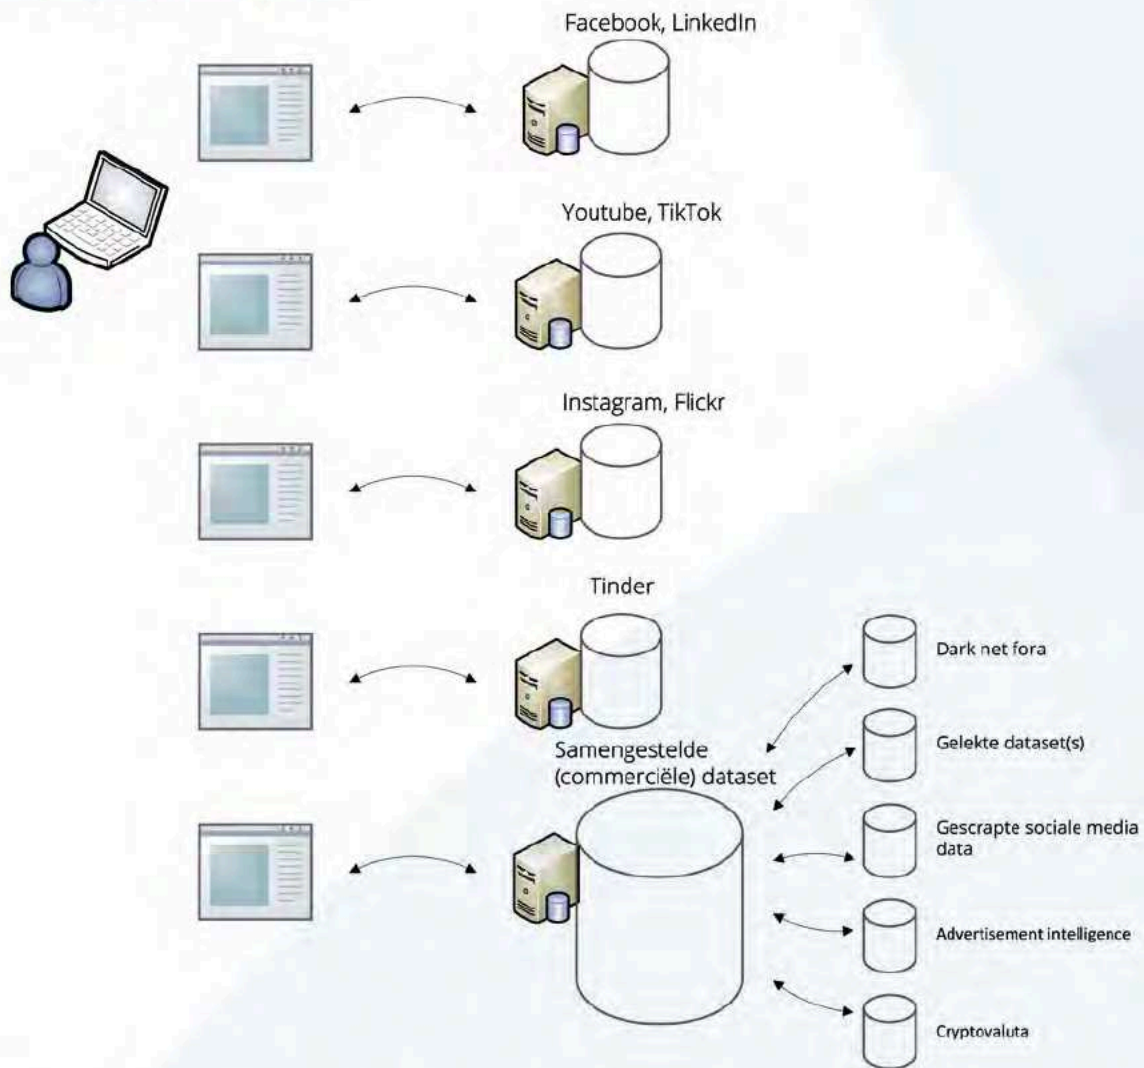 Facebook, LinkedIn
Youtube, TikTok
Instagram, Flickr
Tinder
Samengestelde
(commerciële) dataset
Dark net fora
Gelekte dataset(s)
Gescrapte sociale media
data
Advertisement intelligence
Cryptovaluta